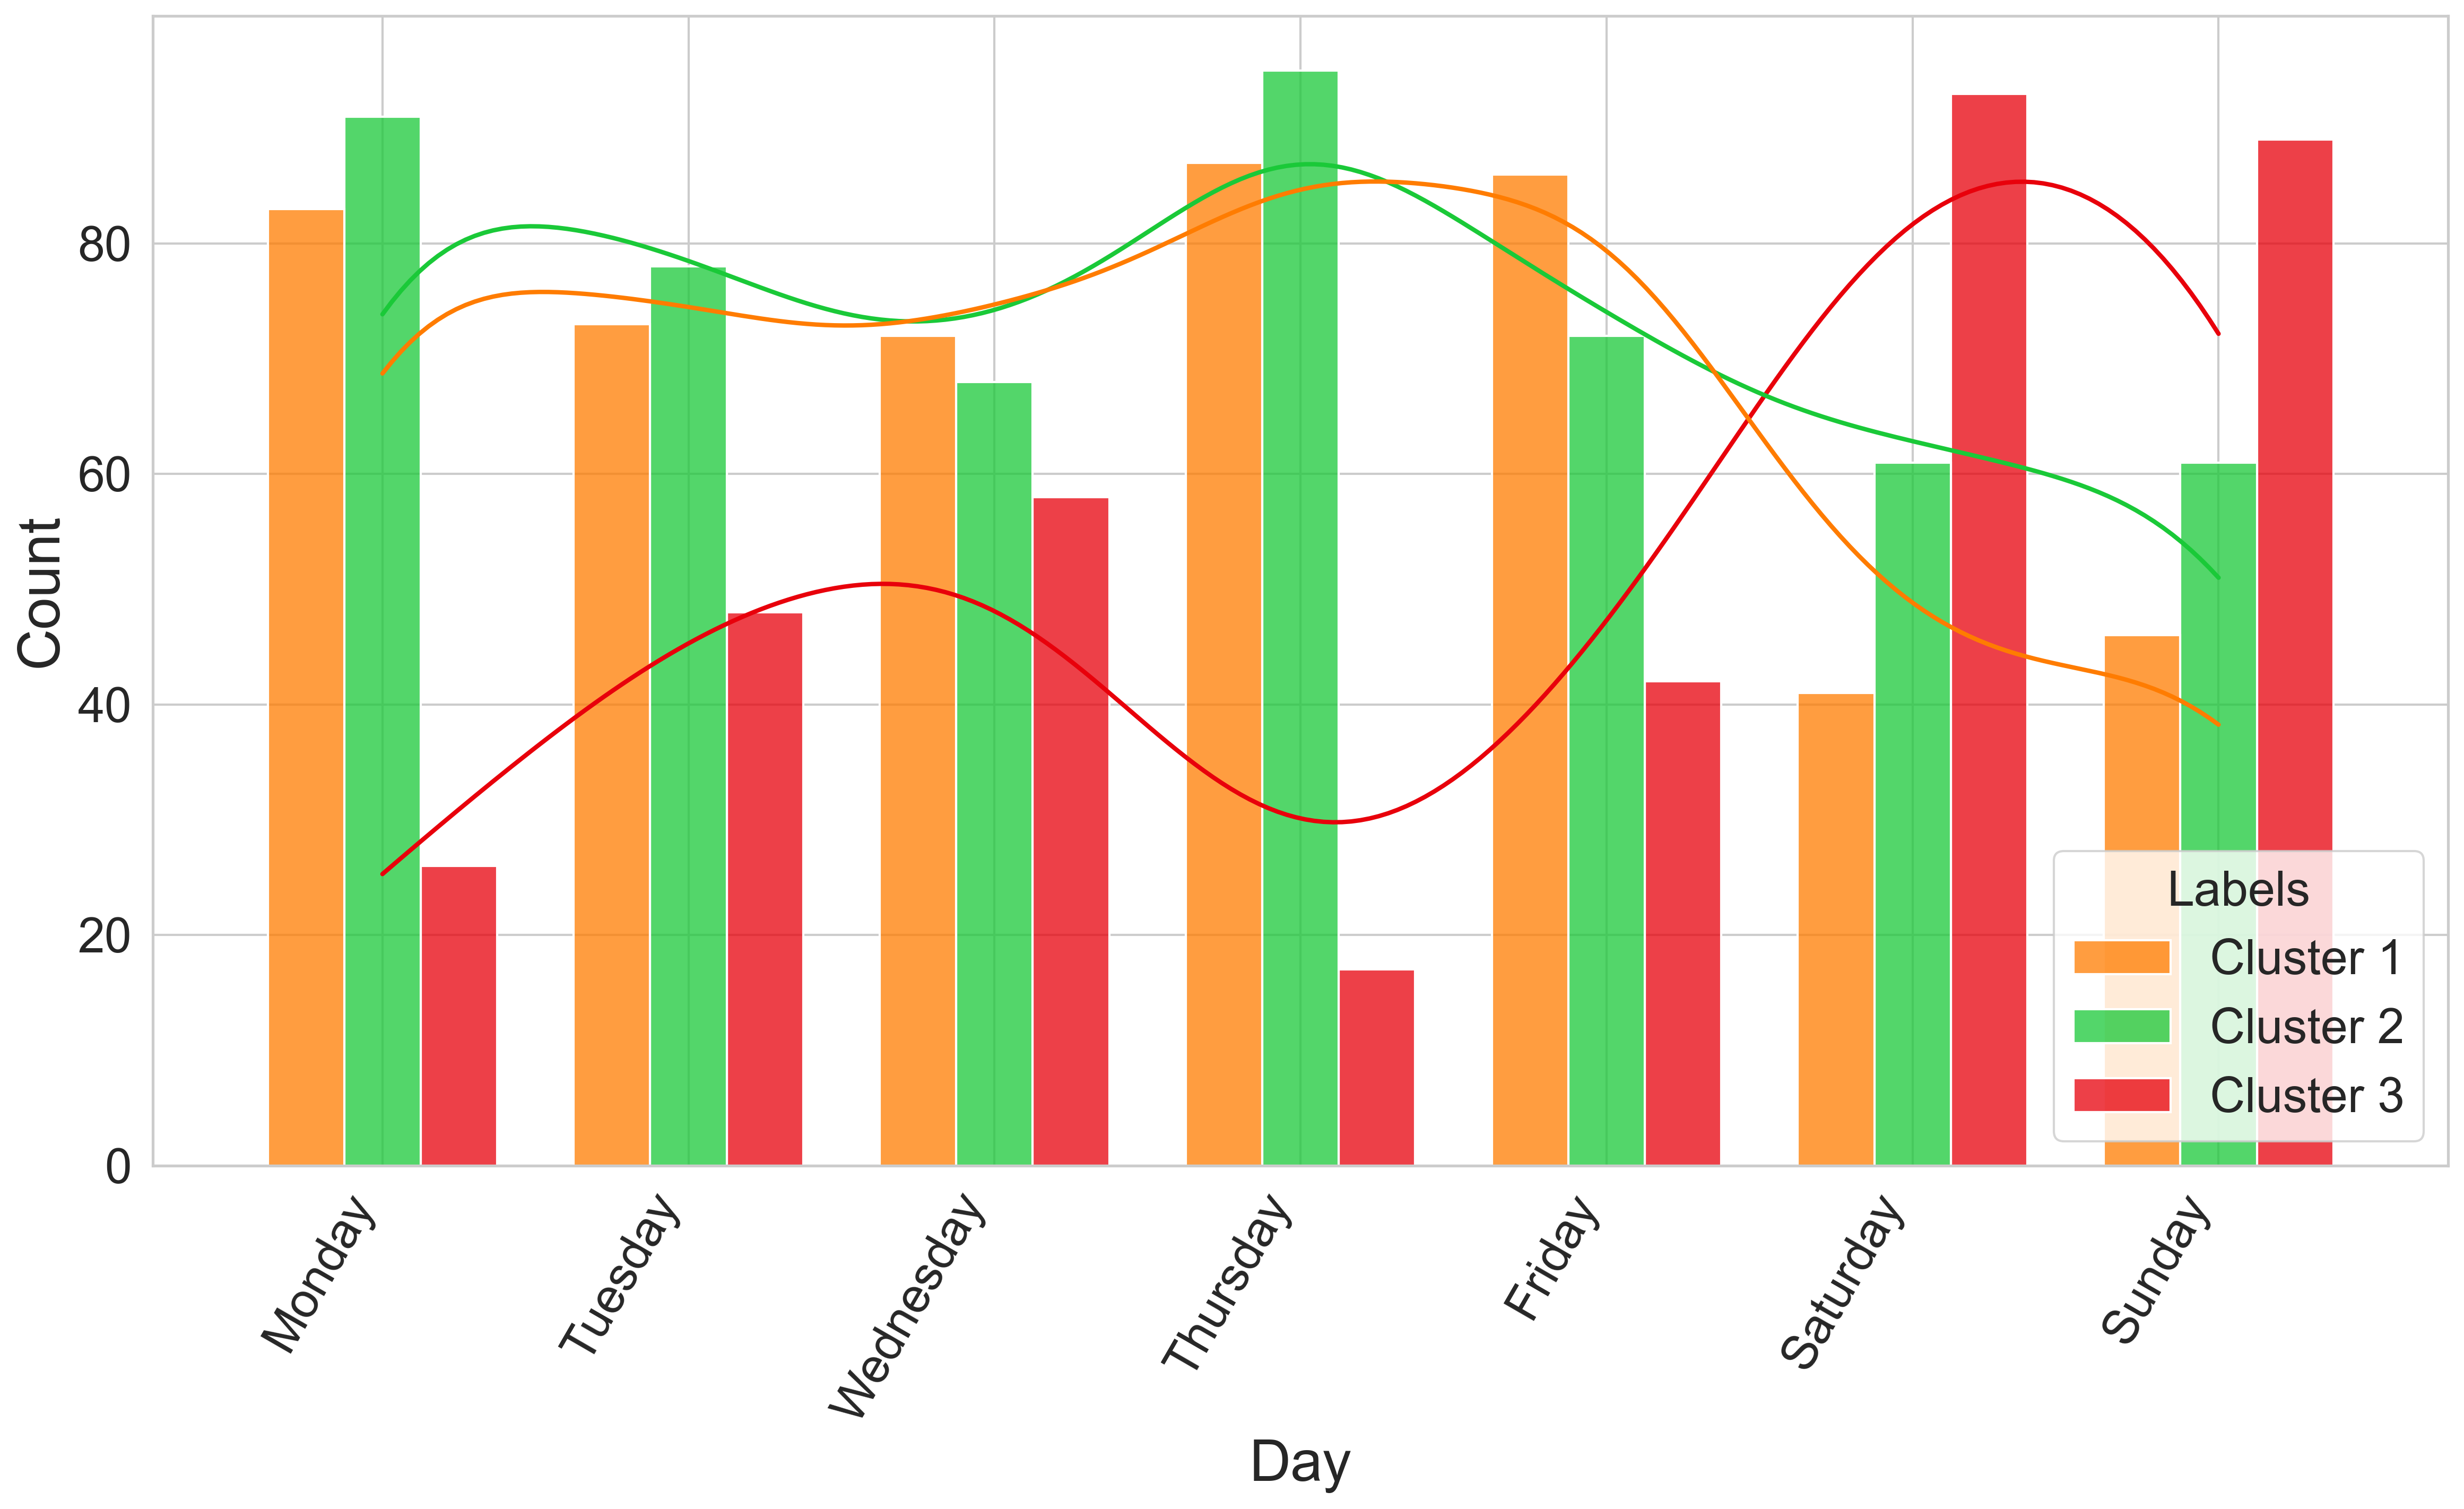 80
60
40
20
0
Count
Monday
Tuesday
Wednesday
Thursday
Friday
Saturday
Sunday
Day
Labels
Cluster 1
Cluster 2
Cluster 3